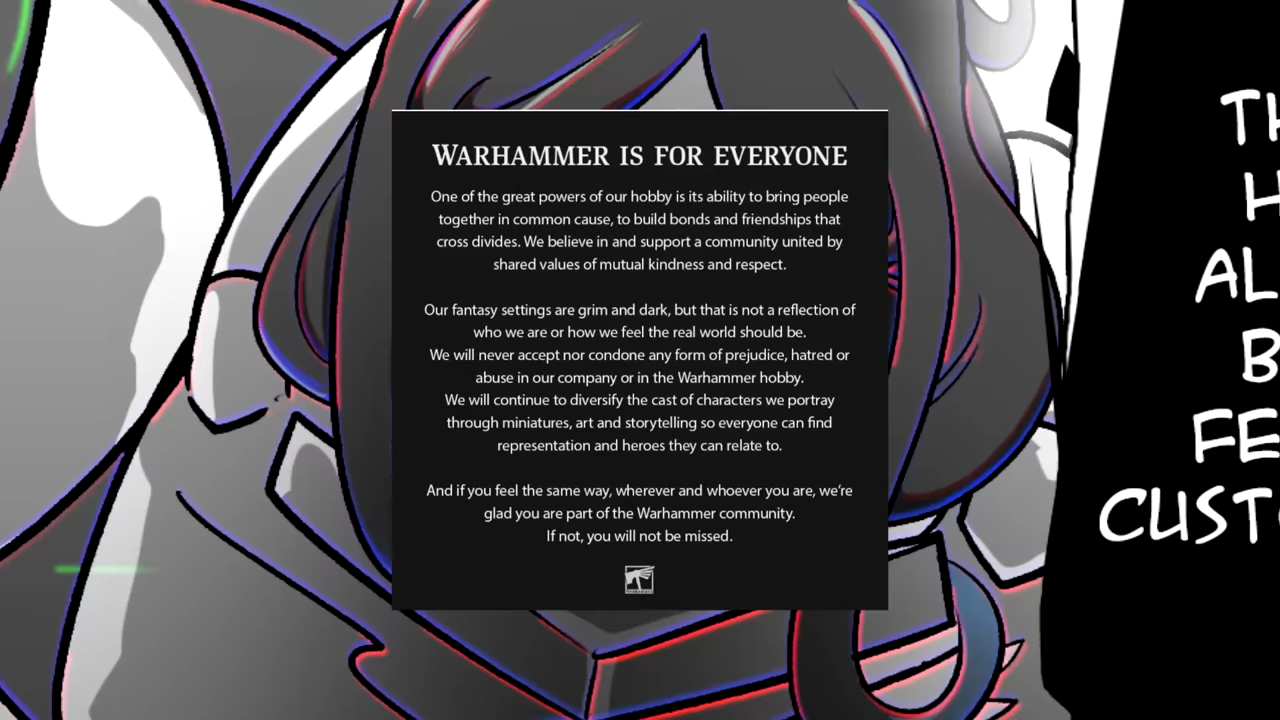 WARHAMMER IS FOR EVERYONE
One of the great powers of our hobby is its ability to bring people
together in common cause, to build bonds and friendships that
cross divides. We believe in and support a community united by
shared values of mutual kindness and respect.
Our fantasy settings are grim and dark, but that is not a reflection of
who we are or how we feel the real world should be.
We will never accept nor condone any form of prejudice, hatred or
abuse in our company or in the Warhammer hobby.
We will continue to diversify the cast of characters we portray
through miniatures, art and storytelling so everyone can find
representation and heroes they can relate to.
And if you feel the same way, wherever and whoever you are, we're
glad you are part of the Warhammer community.
If not, you will not be missed.